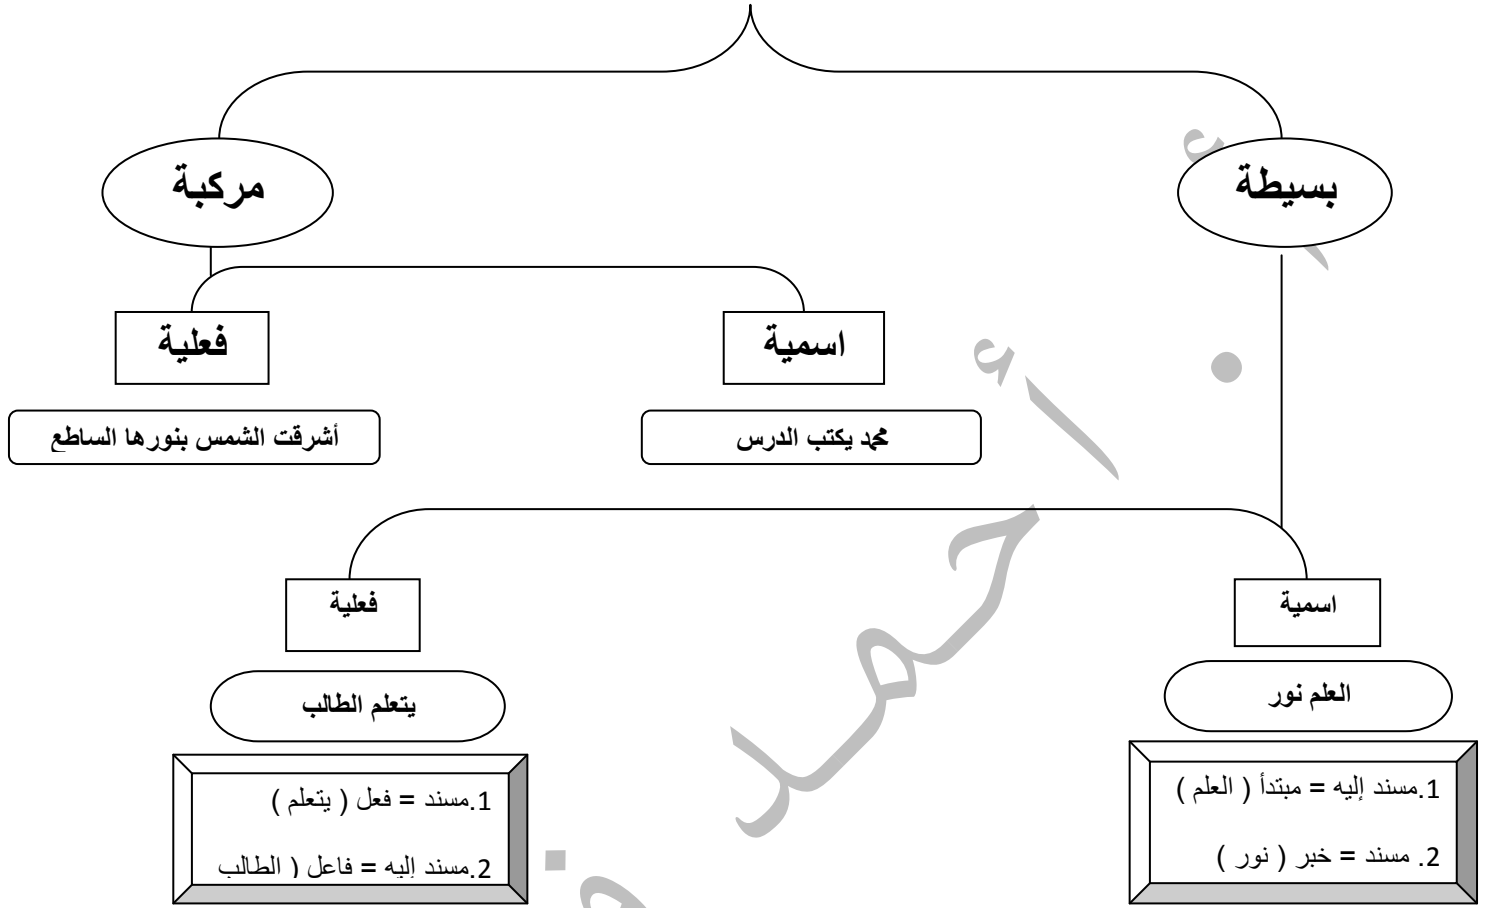 بسيطة
مركبة
اسمية
فعلية
محمد يكتب الدرس
أشرقت الشمس بنورها الساطع
اسمية
فعلية
العلم نور
يتعلم الطالب
1.مسند إليه = مبتدأ ( العلم )
2. مسند = خبر ( نور )
1.مسند = فعل ( يتعلم )
2.مسند إليه = فاعل ( الطالب
أ . أحمد